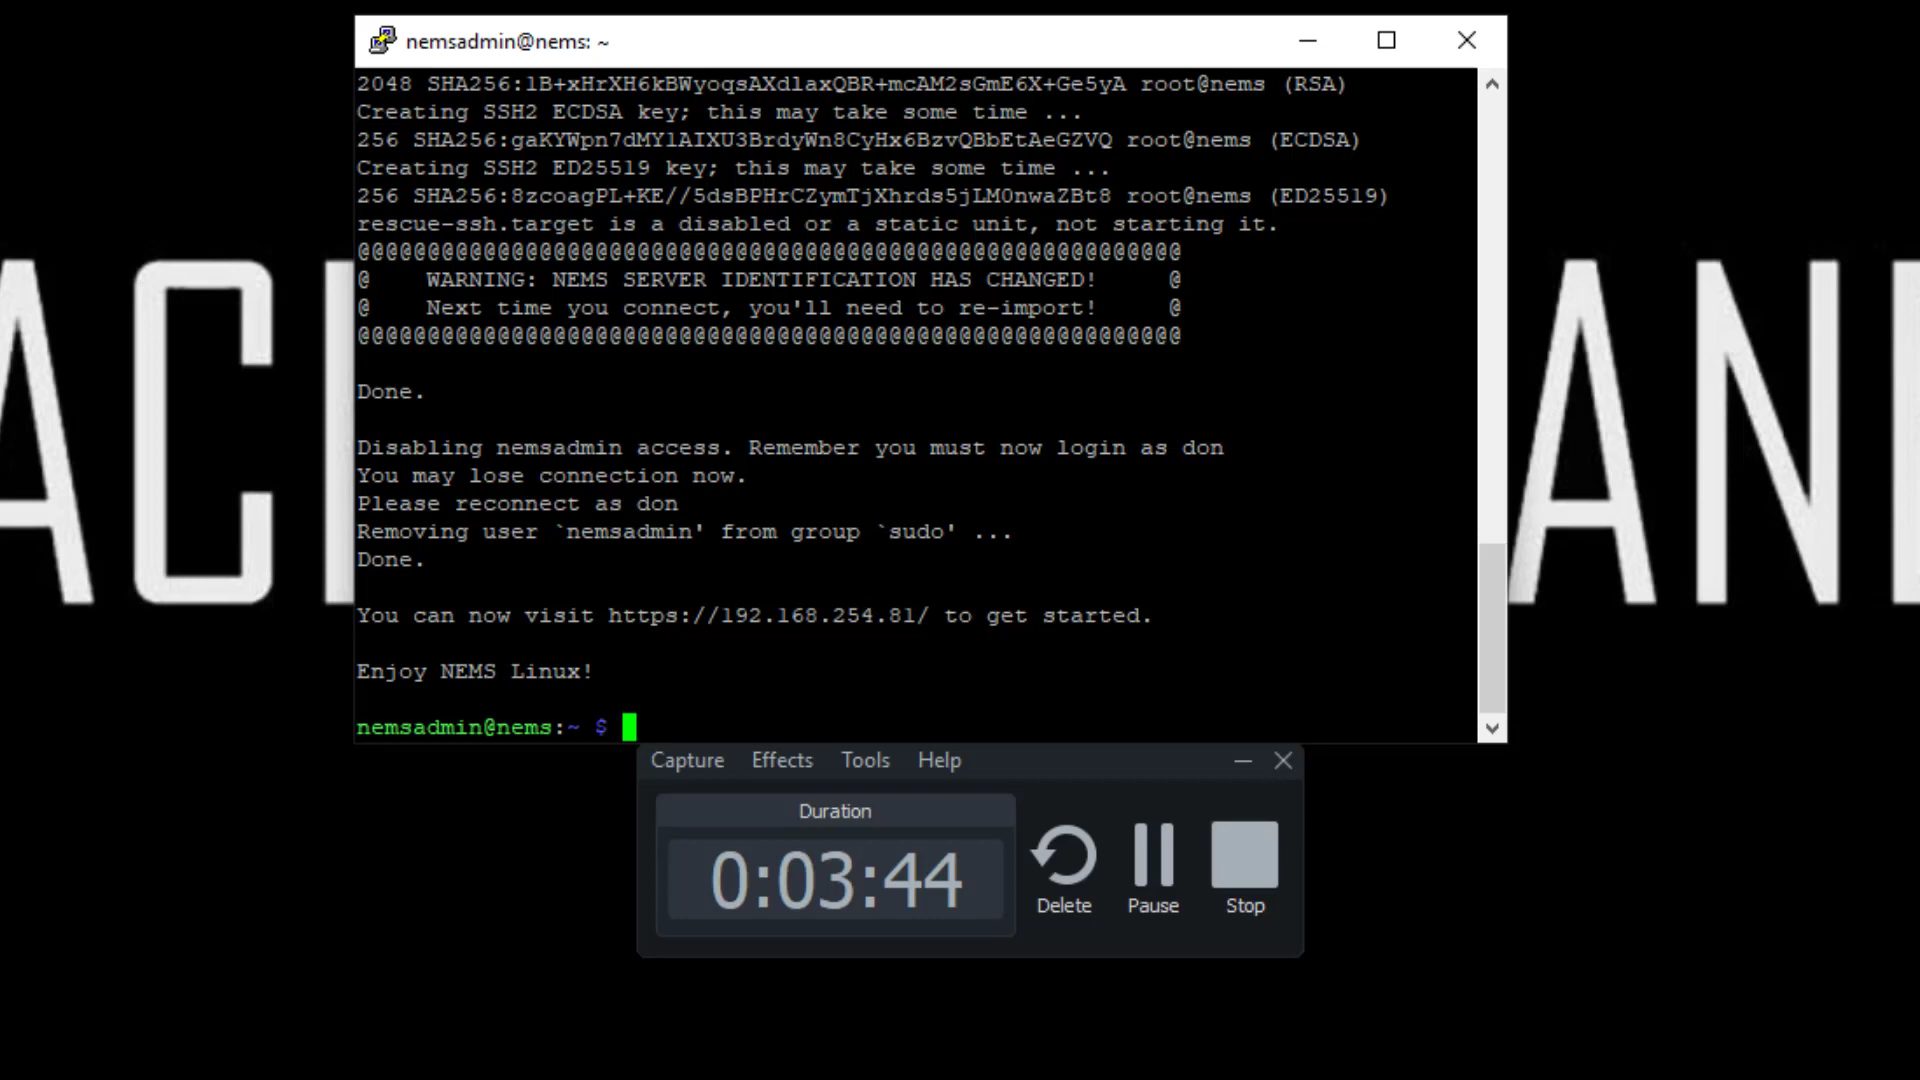 nemsadmin@nems: ~
2048 SHA256:lB+xHrXH6kBWyoqsAXdlaxQBR+mcAM2sGmE6X+Ge5yA root@nems (RSA)
Creating SSH2 ECDSA key; this may take some time ...
256 SHA256:gaKYWpn7dMYlAIXU3BrdyWn8CyHx6BzvQBbEtAeGZVQ root@nems (ECDSA)
Creating SSH2 ED25519 key; this may take some time ...
256 SHA256:8zcoagPL+KE//5dsBPHrCZymTjXhrds5jLM0nwaZBt8 root@nems (ED25519)
rescue-ssh.target is a disabled or a static unit, not starting it.
@@@@@@@@@@@@@@@@@@@@@@@@@@@@@@@@@@@@@@@@@@@@@@@@@@@@@@@@@@@
@    WARNING: NEMS SERVER IDENTIFICATION HAS CHANGED!     @
@    Next time you connect, you'll need to re-import!     @
@@@@@@@@@@@@@@@@@@@@@@@@@@@@@@@@@@@@@@@@@@@@@@@@@@@@@@@@@@@
Done.
Disabling nemsadmin access. Remember you must now login as don
You may lose connection now.
Please reconnect as don
Removing user `nemsadmin' from group `sudo' ...
Done.
You can now visit https://192.168.254.81/ to get started.
Enjoy NEMS Linux!
nemsadmin@nems:~ $
Capture Effects Tools Help
Duration
0:03:44
Delete Pause Stop